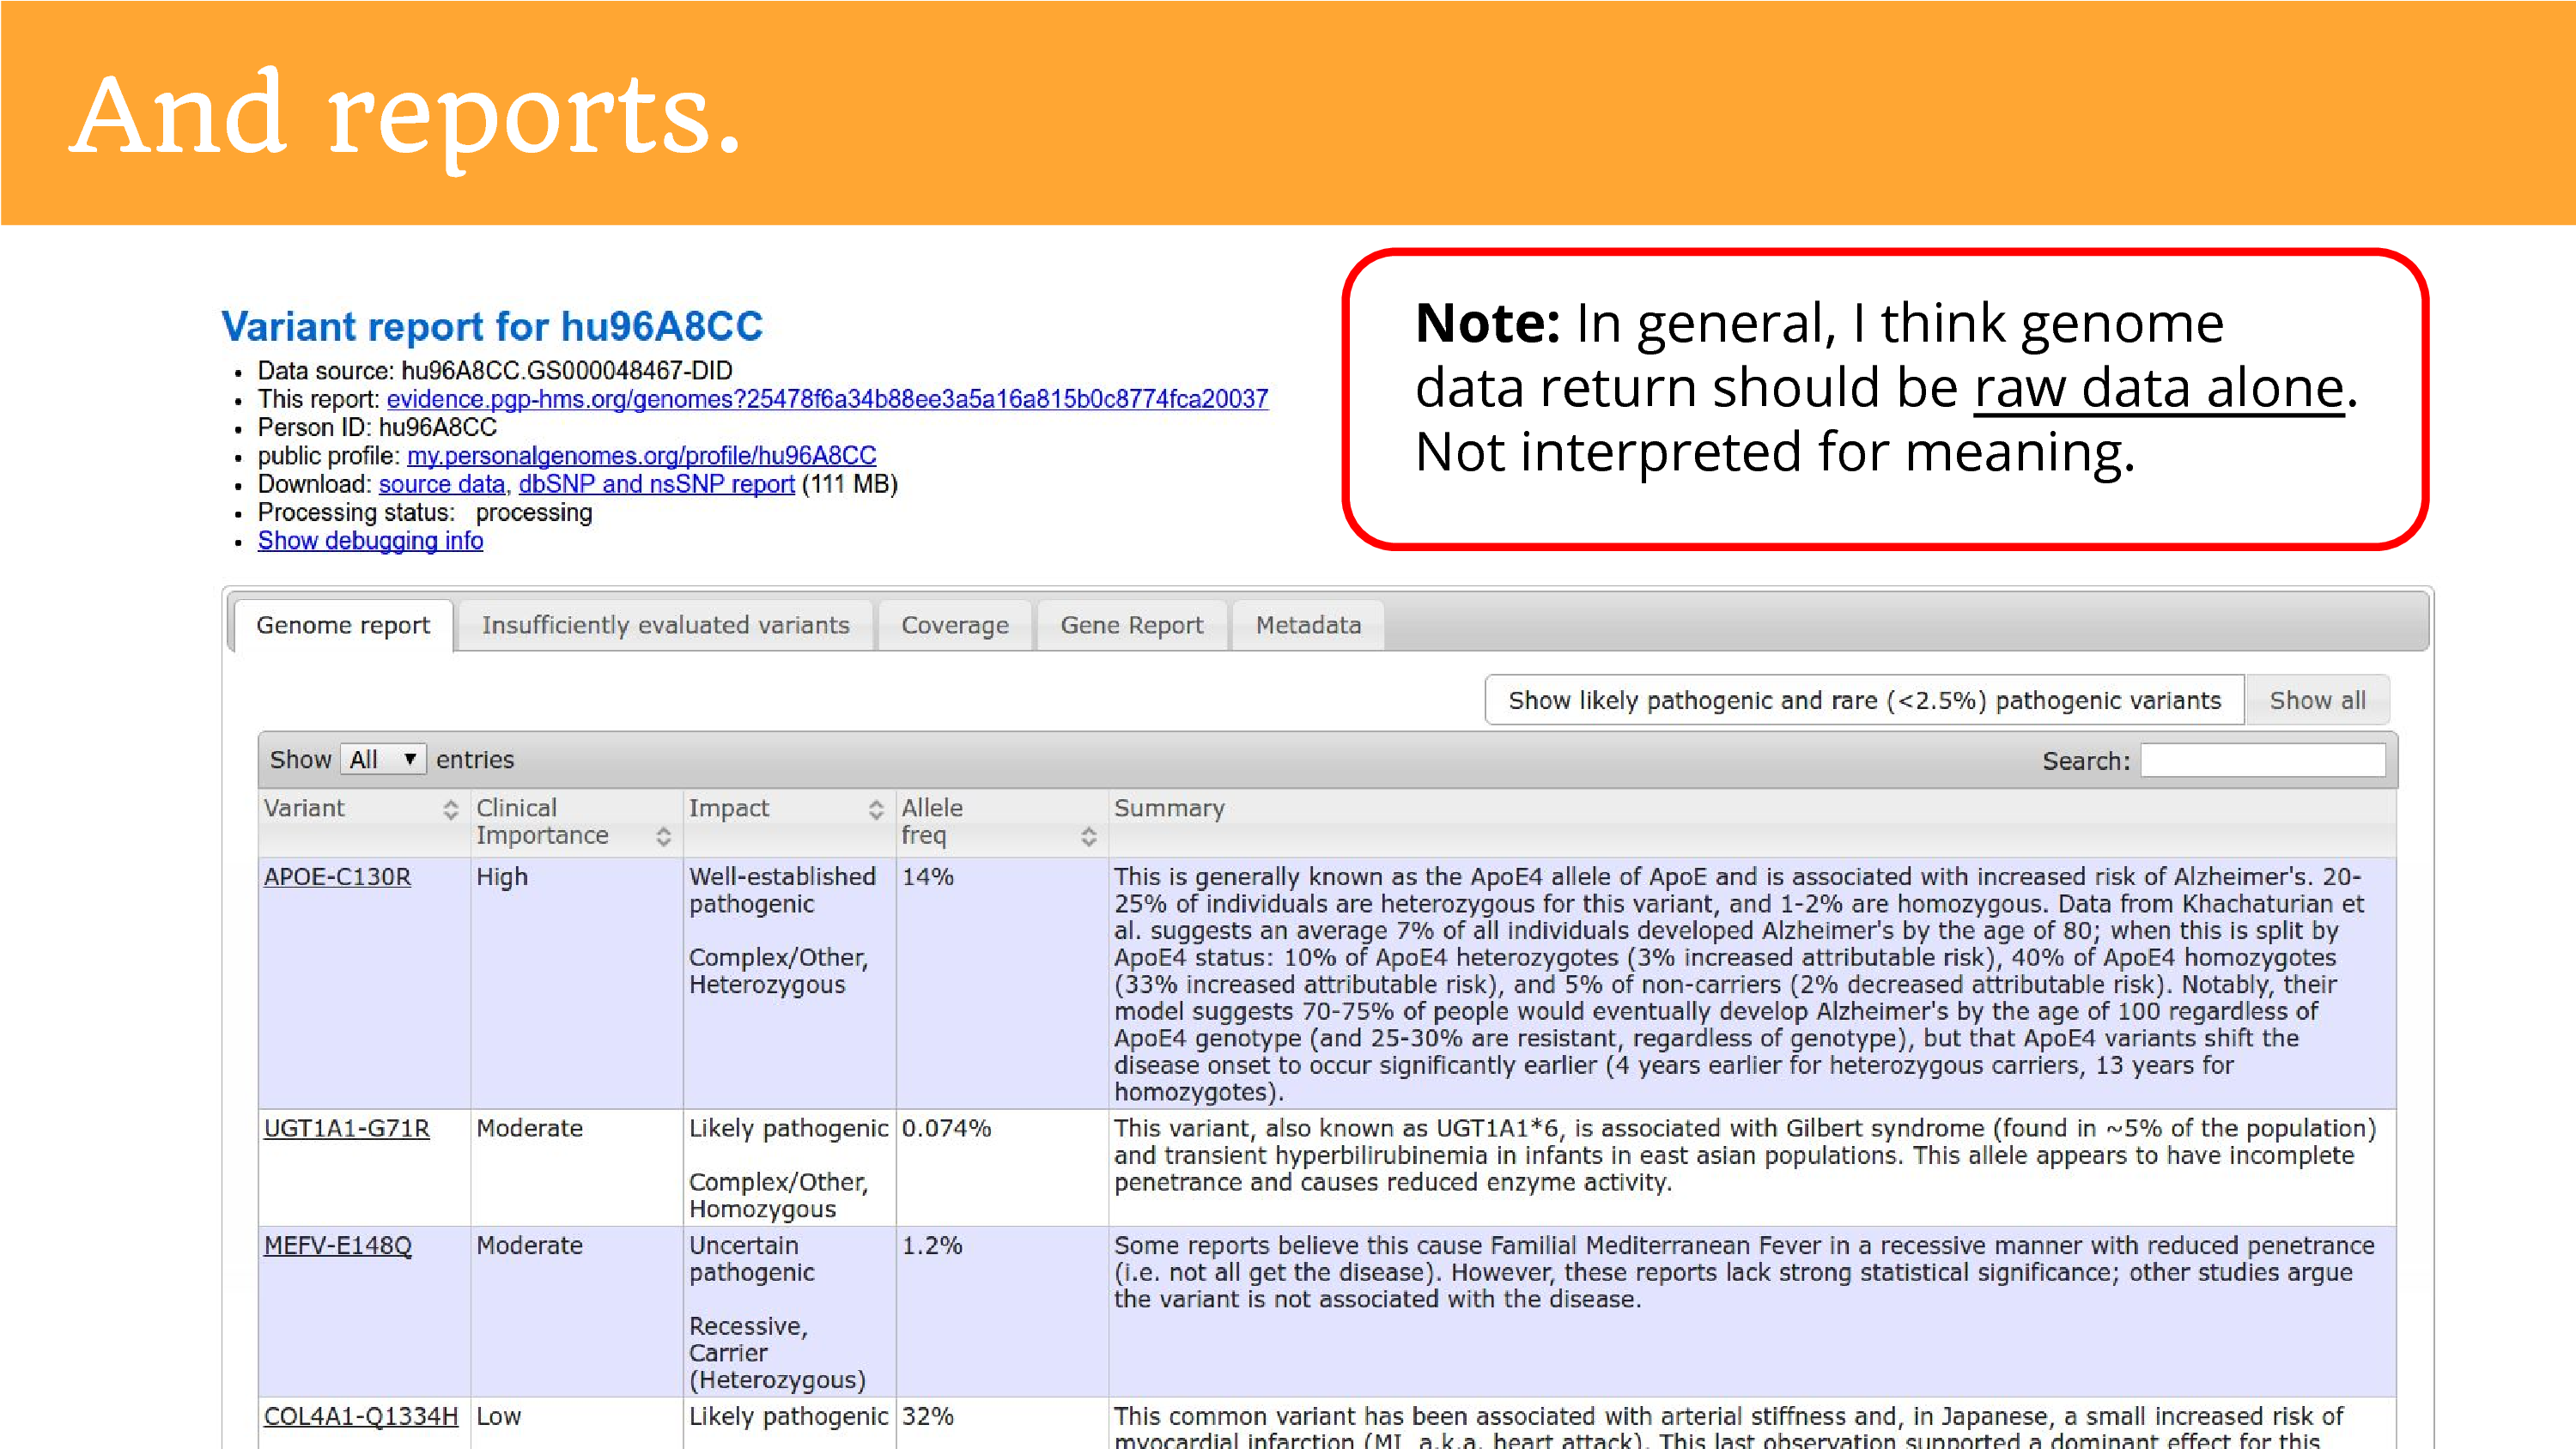 And reports.
Note: In general, I think genome
data return should be raw data alone.
Not interpreted for meaning.
Variant report for hu96A8CC
• Data source: hu96A8CC.GS000048467-DID
• This report: evidence.pgp-hms.org/genomes?25478f6a34b88ee3a5a16a815b0c8774fca20037
• Person ID: hu96A8CC
• public profile: my.personalgenomes.org/profile/hu96A8CC
• Download: source data, dbSNP and nsSNP report (111 MB)
• Processing status: processing
• Show debugging info
Genome report Insufficiently evaluated variants Coverage Gene Report Metadata
Show likely pathogenic and rare (<2.5%) pathogenic variants Show all
Show All ▼ entries Search:
Variant Clinical Importance Impact Allele freq Summary
APOE-C130R High
Well-established
pathogenic
Complex/Other,
Heterozygous
14%
This is generally known as the ApoE4 allele of ApoE and is associated with increased risk of Alzheimer's. 20-
25% of individuals are heterozygous for this variant, and 1-2% are homozygous. Data from Khachaturian et
al. suggests an average 7% of all individuals developed Alzheimer's by the age of 80; when this is split by
ApoE4 status: 10% of ApoE4 heterozygotes (3% increased attributable risk), 40% of ApoE4 homozygotes
(33% increased attributable risk), and 5% of non-carriers (2% decreased attributable risk). Notably, their
model suggests 70-75% of people would eventually develop Alzheimer's by the age of 100 regardless of
ApoE4 genotype (and 25-30% are resistant, regardless of genotype), but that ApoE4 variants shift the
disease onset to occur significantly earlier (4 years earlier for heterozygous carriers, 13 years for
homozygotes).
UGT1A1-G71R Moderate
Likely pathogenic
Complex/Other,
Homozygous
0.074%
This variant, also known as UGT1A1*6, is associated with Gilbert syndrome (found in ~5% of the population)
and transient hyperbilirubinemia in infants in east asian populations. This allele appears to have incomplete
penetrance and causes reduced enzyme activity.
MEFV-E148Q Moderate
Uncertain
pathogenic
Recessive,
Carrier
(Heterozygous)
1.2%
Some reports believe this cause Familial Mediterranean Fever in a recessive manner with reduced penetrance
(i.e. not all get the disease). However, these reports lack strong statistical significance; other studies argue
the variant is not associated with the disease.
COL4A1-Q1334H Low
Likely pathogenic
32%
This common variant has been associated with arterial stiffness and, in Japanese, a small increased risk of
myocardial infarction (MI, a.k.a. heart attack). This last observation supported a dominant effect for this